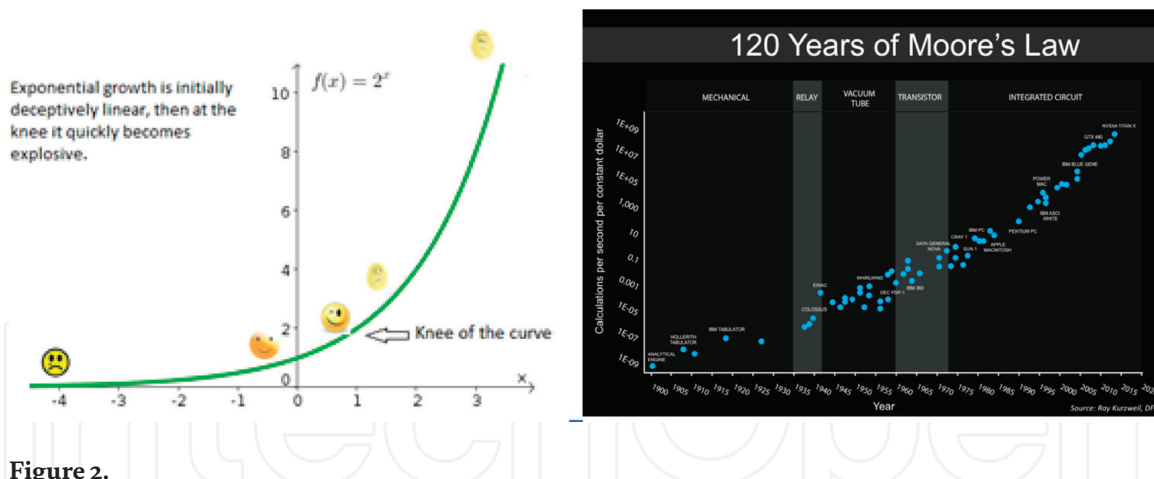 Exponential growth is initially
deceptively linear, then at the
knee it quickly becomes
explosive.
f(x) = 2^x
10
8
6
4
2
0
Knee of the curve
x
-4 -3 -2 -1 0 1 2 3
120 Years of Moore's Law
MECHANICAL RELAY VACUUM TUBE TRANSISTOR INTEGRATED CIRCUIT
Calculations per second per constant dollar
1E+09
1E+07
1E+05
1,000
10
0.1
0.001
1E-05
1E-07
1E-09
ANALYTICAL
ENGINE
HOLLERITH
TABULATOR
IBM TABULATOR
COLOSSUS
ENIAC
WHIRLWIND
DEC PDP-1
IBM 360
DATA GENERAL
NOVA
CRAY 1
SUN 1
IBM PC
APPLE
MACINTOSH
PENTIUM PC
POWER
MAC
IBM ASCI
WHITE
IBM BLUE GENE
GTX 480
NVIDIA TITAN X
1900 1905 1910 1915 1920 1925 1930 1935 1940 1945 1950 1955 1960 1965 1970 1975 1980 1985 1990 1995 2000 2005 2010 2015
Year
Source: Ray Kurzweil, DF
Figure 2.